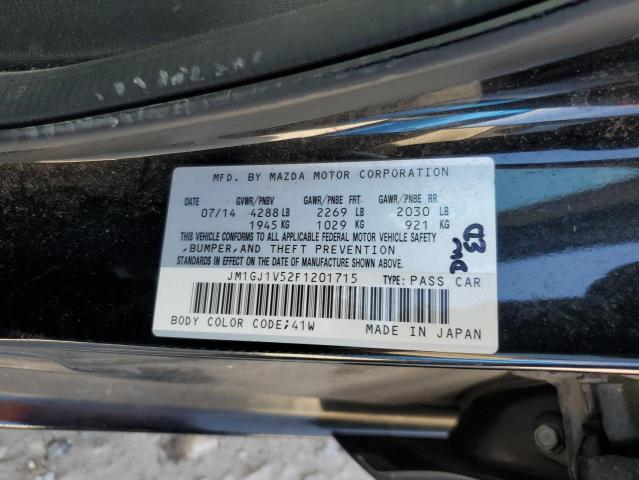 MFD. BY MAZDA MOTOR CORPORATION
DATE GVWR/PNBV GAWR/PNBE FRT GAWR/PNBE RR
07/14 4288 LB 2269 LB 2030 LB
1945 KG 1029 KG 921 KG
THIS VEHICLE CONFORMS TO ALL APPLICABLE FEDERAL MOTOR VEHICLE SAFETY
,BUMPER,AND THEFT PREVENTION
STANDARDS IN EFFECT ON THE DATE OF MANUFACTURE SHOWN ABOVE.
JM1GJ1V52F1201715 TYPE: PASS CAR
BODY COLOR CODE;41W MADE IN JAPAN